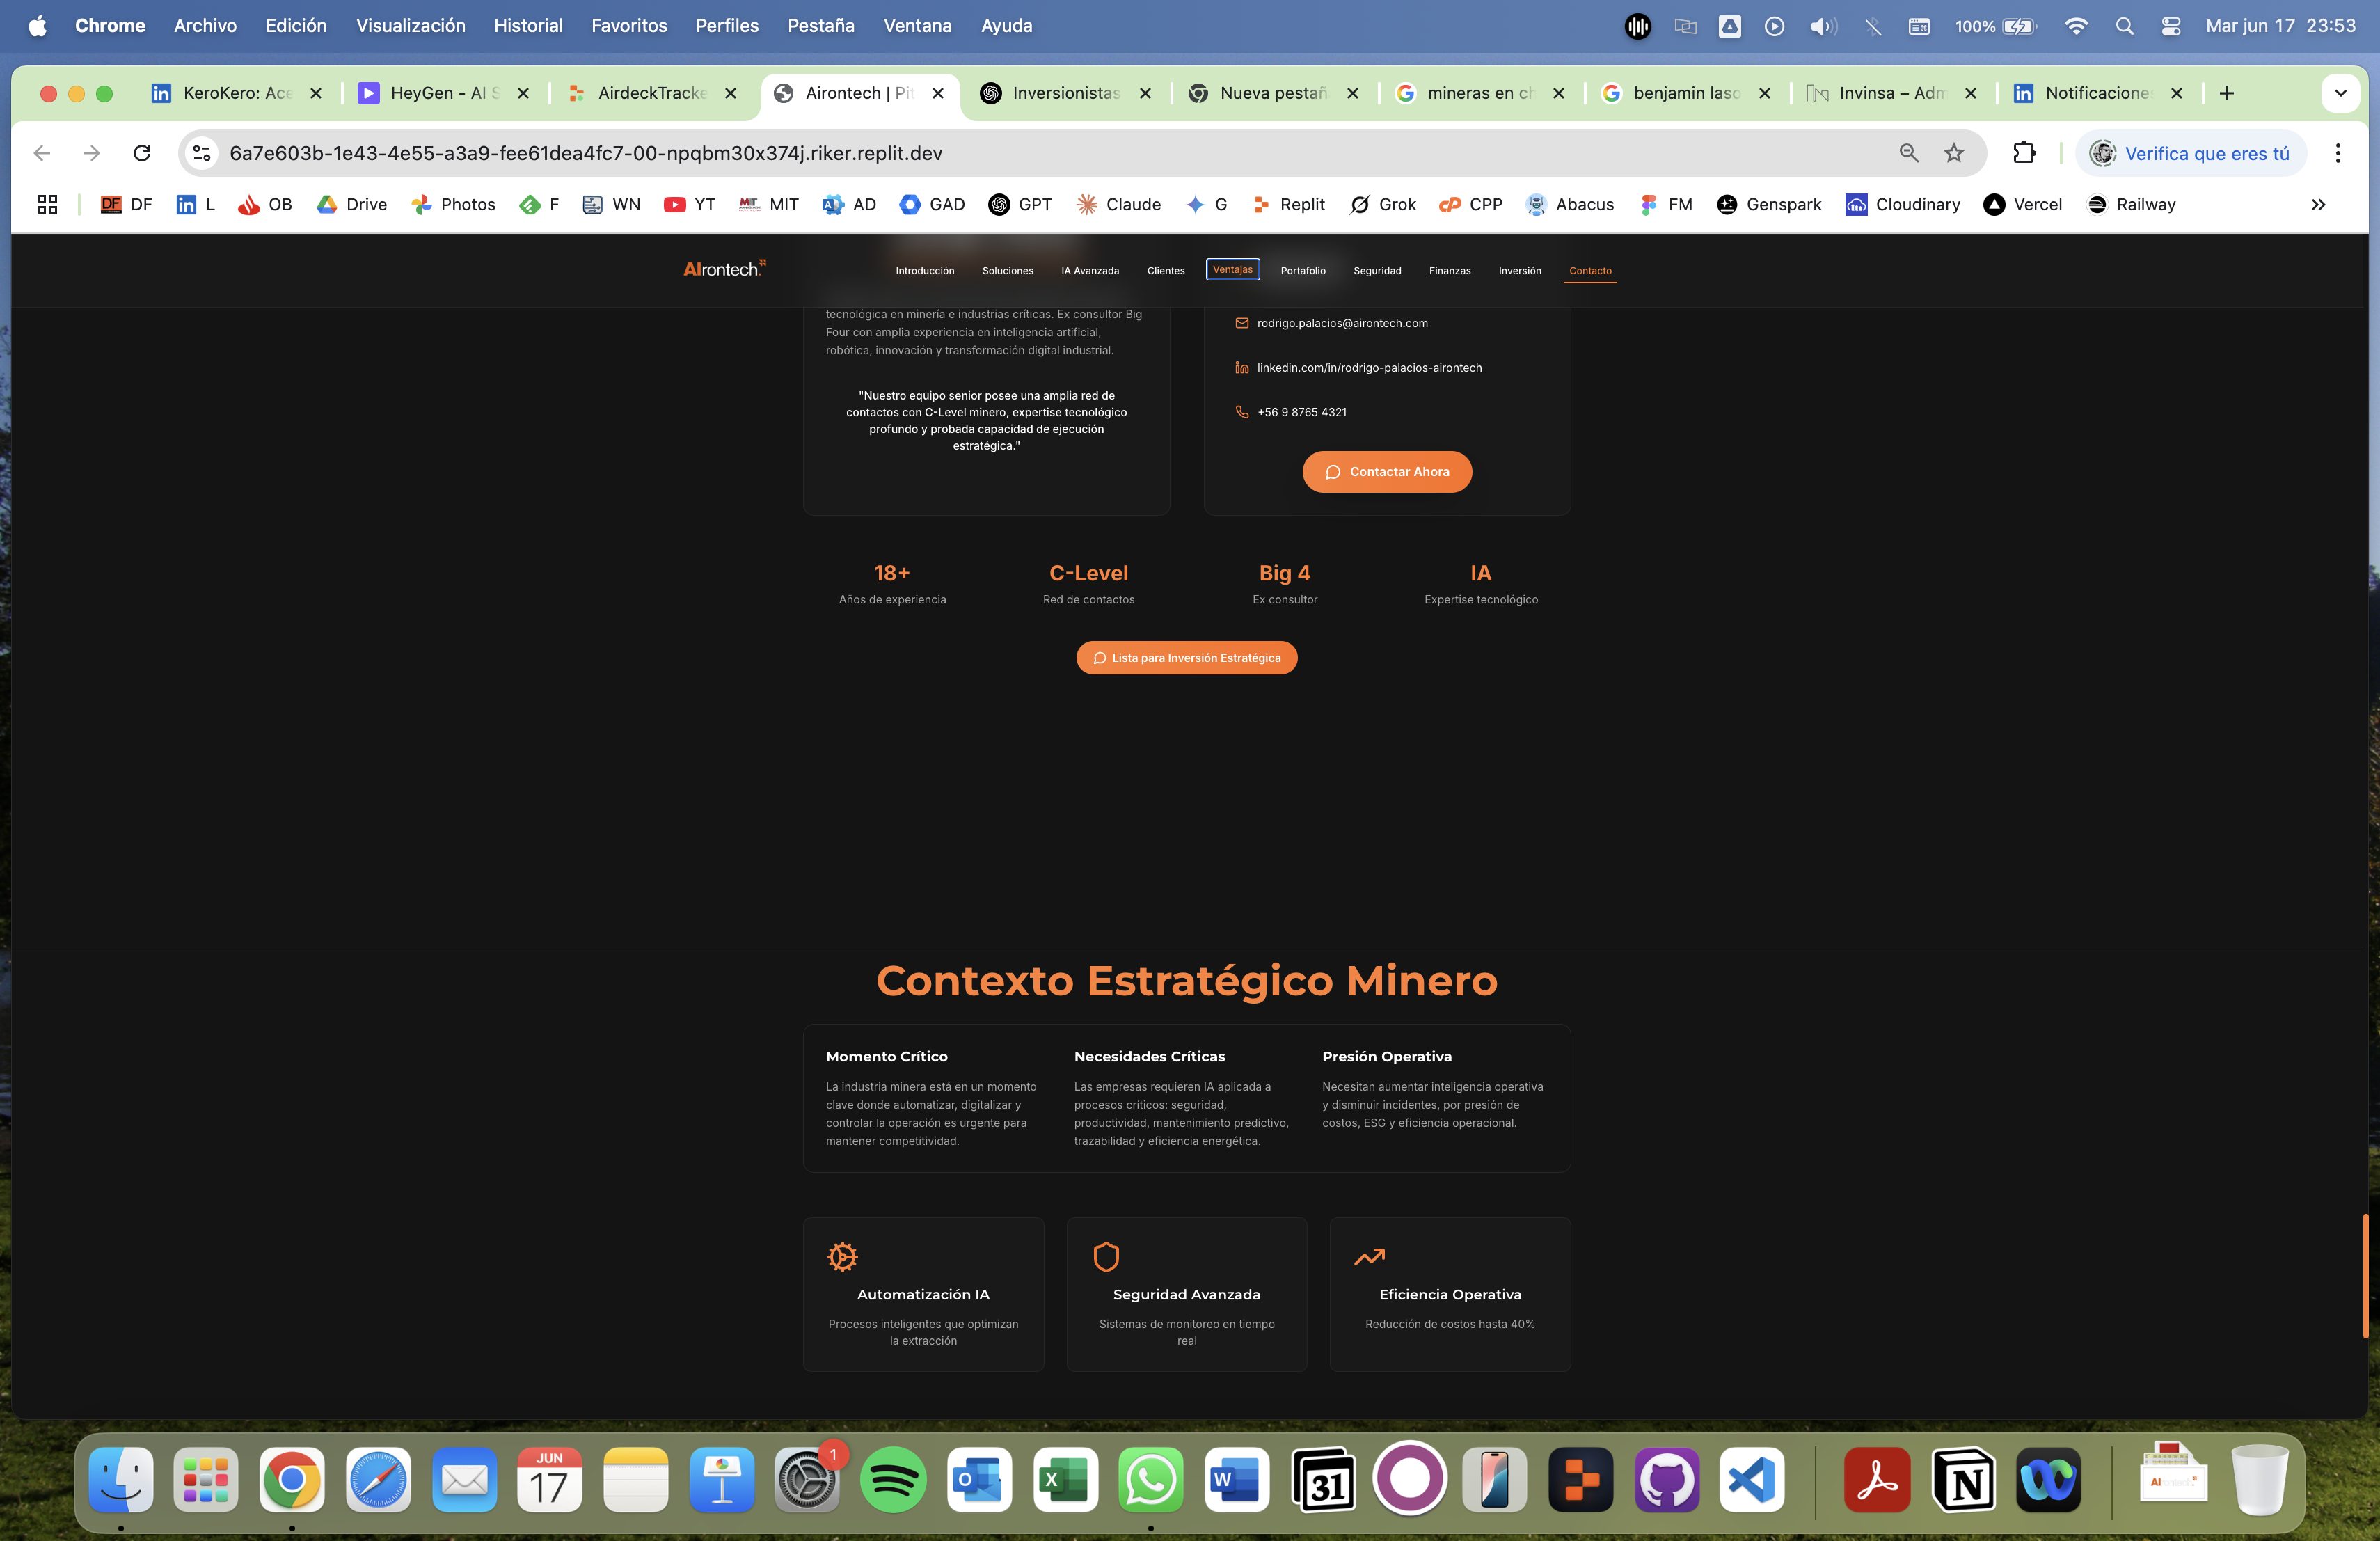 Chrome Archivo Edición Visualización Historial Favoritos Perfiles Pestaña Ventana Ayuda 100% Mar jun 17 23:53
KeroKero: Ace HeyGen - AI S AirdeckTracke Airontech | Pit Inversionistas Nueva pestañ mineras en ch benjamin laso Invinsa – Adm Notificacione
6a7e603b-1e43-4e55-a3a9-fee61dea4fc7-00-npqbm30x374j.riker.replit.dev Verifica que eres tú
DF L OB Drive Photos F WN YT MIT AD GAD GPT Claude G Replit Grok CPP Abacus FM Genspark Cloudinary Vercel Railway
AIrontech. Introducción Soluciones IA Avanzada Clientes Ventajas Portafolio Seguridad Finanzas Inversión Contacto
tecnológica en minería e industrias críticas. Ex consultor Big
Four con amplia experiencia en inteligencia artificial,
robótica, innovación y transformación digital industrial.
"Nuestro equipo senior posee una amplia red de
contactos con C-Level minero, expertise tecnológico
profundo y probada capacidad de ejecución
estratégica."
rodrigo.palacios@airontech.com
linkedin.com/in/rodrigo-palacios-airontech
+56 9 8765 4321
Contactar Ahora
18+ C-Level Big 4 IA
Años de experiencia Red de contactos Ex consultor Expertise tecnológico
Lista para Inversión Estratégica
Contexto Estratégico Minero
Momento Crítico
La industria minera está en un momento
clave donde automatizar, digitalizar y
controlar la operación es urgente para
mantener competitividad.
Necesidades Críticas
Las empresas requieren IA aplicada a
procesos críticos: seguridad,
productividad, mantenimiento predictivo,
trazabilidad y eficiencia energética.
Presión Operativa
Necesitan aumentar inteligencia operativa
y disminuir incidentes, por presión de
costos, ESG y eficiencia operacional.
Automatización IA
Procesos inteligentes que optimizan
la extracción
Seguridad Avanzada
Sistemas de monitoreo en tiempo
real
Eficiencia Operativa
Reducción de costos hasta 40%
JUN
17
1
31